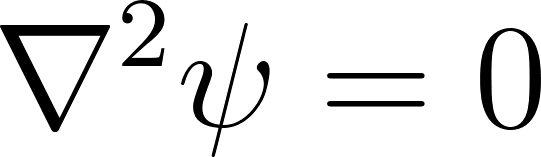 ∇²ψ = 0